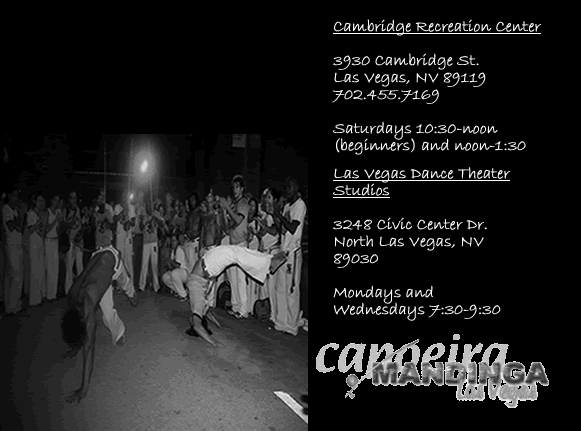 Cambridge Recreation Center
3930 Cambridge St.
Las Vegas, NV 89119
702.455.7169
Saturdays 10:30-noon
(beginners) and noon-1:30
Las Vegas Dance Theater
Studios
3248 Civic Center Dr.
North Las Vegas, NV
89030
Mondays and
Wednesdays 7:30-9:30
capoeira
MANDINGA
Las Vegas